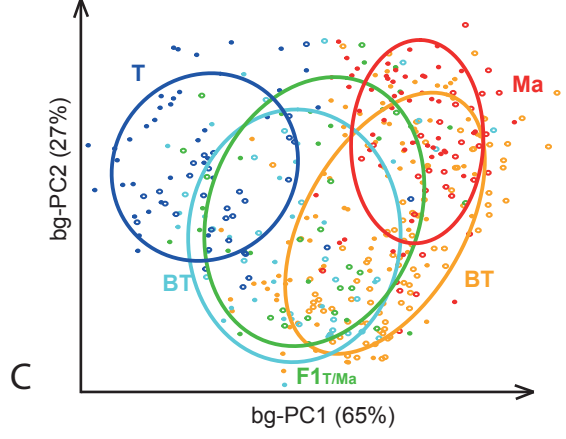 T
Ma
bg-PC2 (27%)
BT
BT
C
F1T/Ma
bg-PC1 (65%)